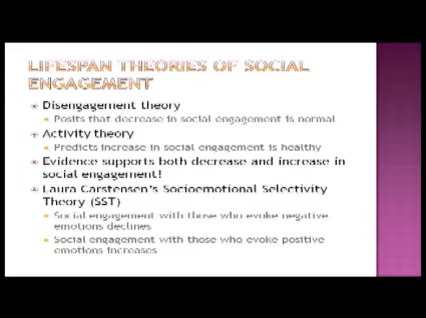 LIFESPAN THEORIES OF SOCIAL
ENGAGEMENT
Disengagement theory
Posits that decrease in social engagement is normal
Activity theory
Predicts increase in social engagement is healthy
Evidence supports both decrease and increase in
social engagement!
Laura Carstensen's Socioemotional Selectivity
Theory (SST)
Social engagement with those who evoke negative
emotions declines
Social engagement with those who evoke positive
emotions increases